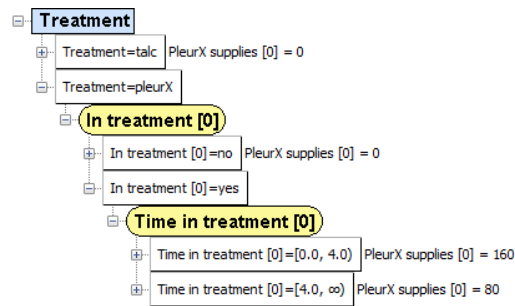 Treatment
Treatment=talc PleurX supplies [0] = 0
Treatment=pleurX
In treatment [0]
In treatment [0]=no PleurX supplies [0] = 0
In treatment [0]=yes
Time in treatment [0]
Time in treatment [0]=[0.0, 4.0) PleurX supplies [0] = 160
Time in treatment [0]=[4.0, ∞) PleurX supplies [0] = 80